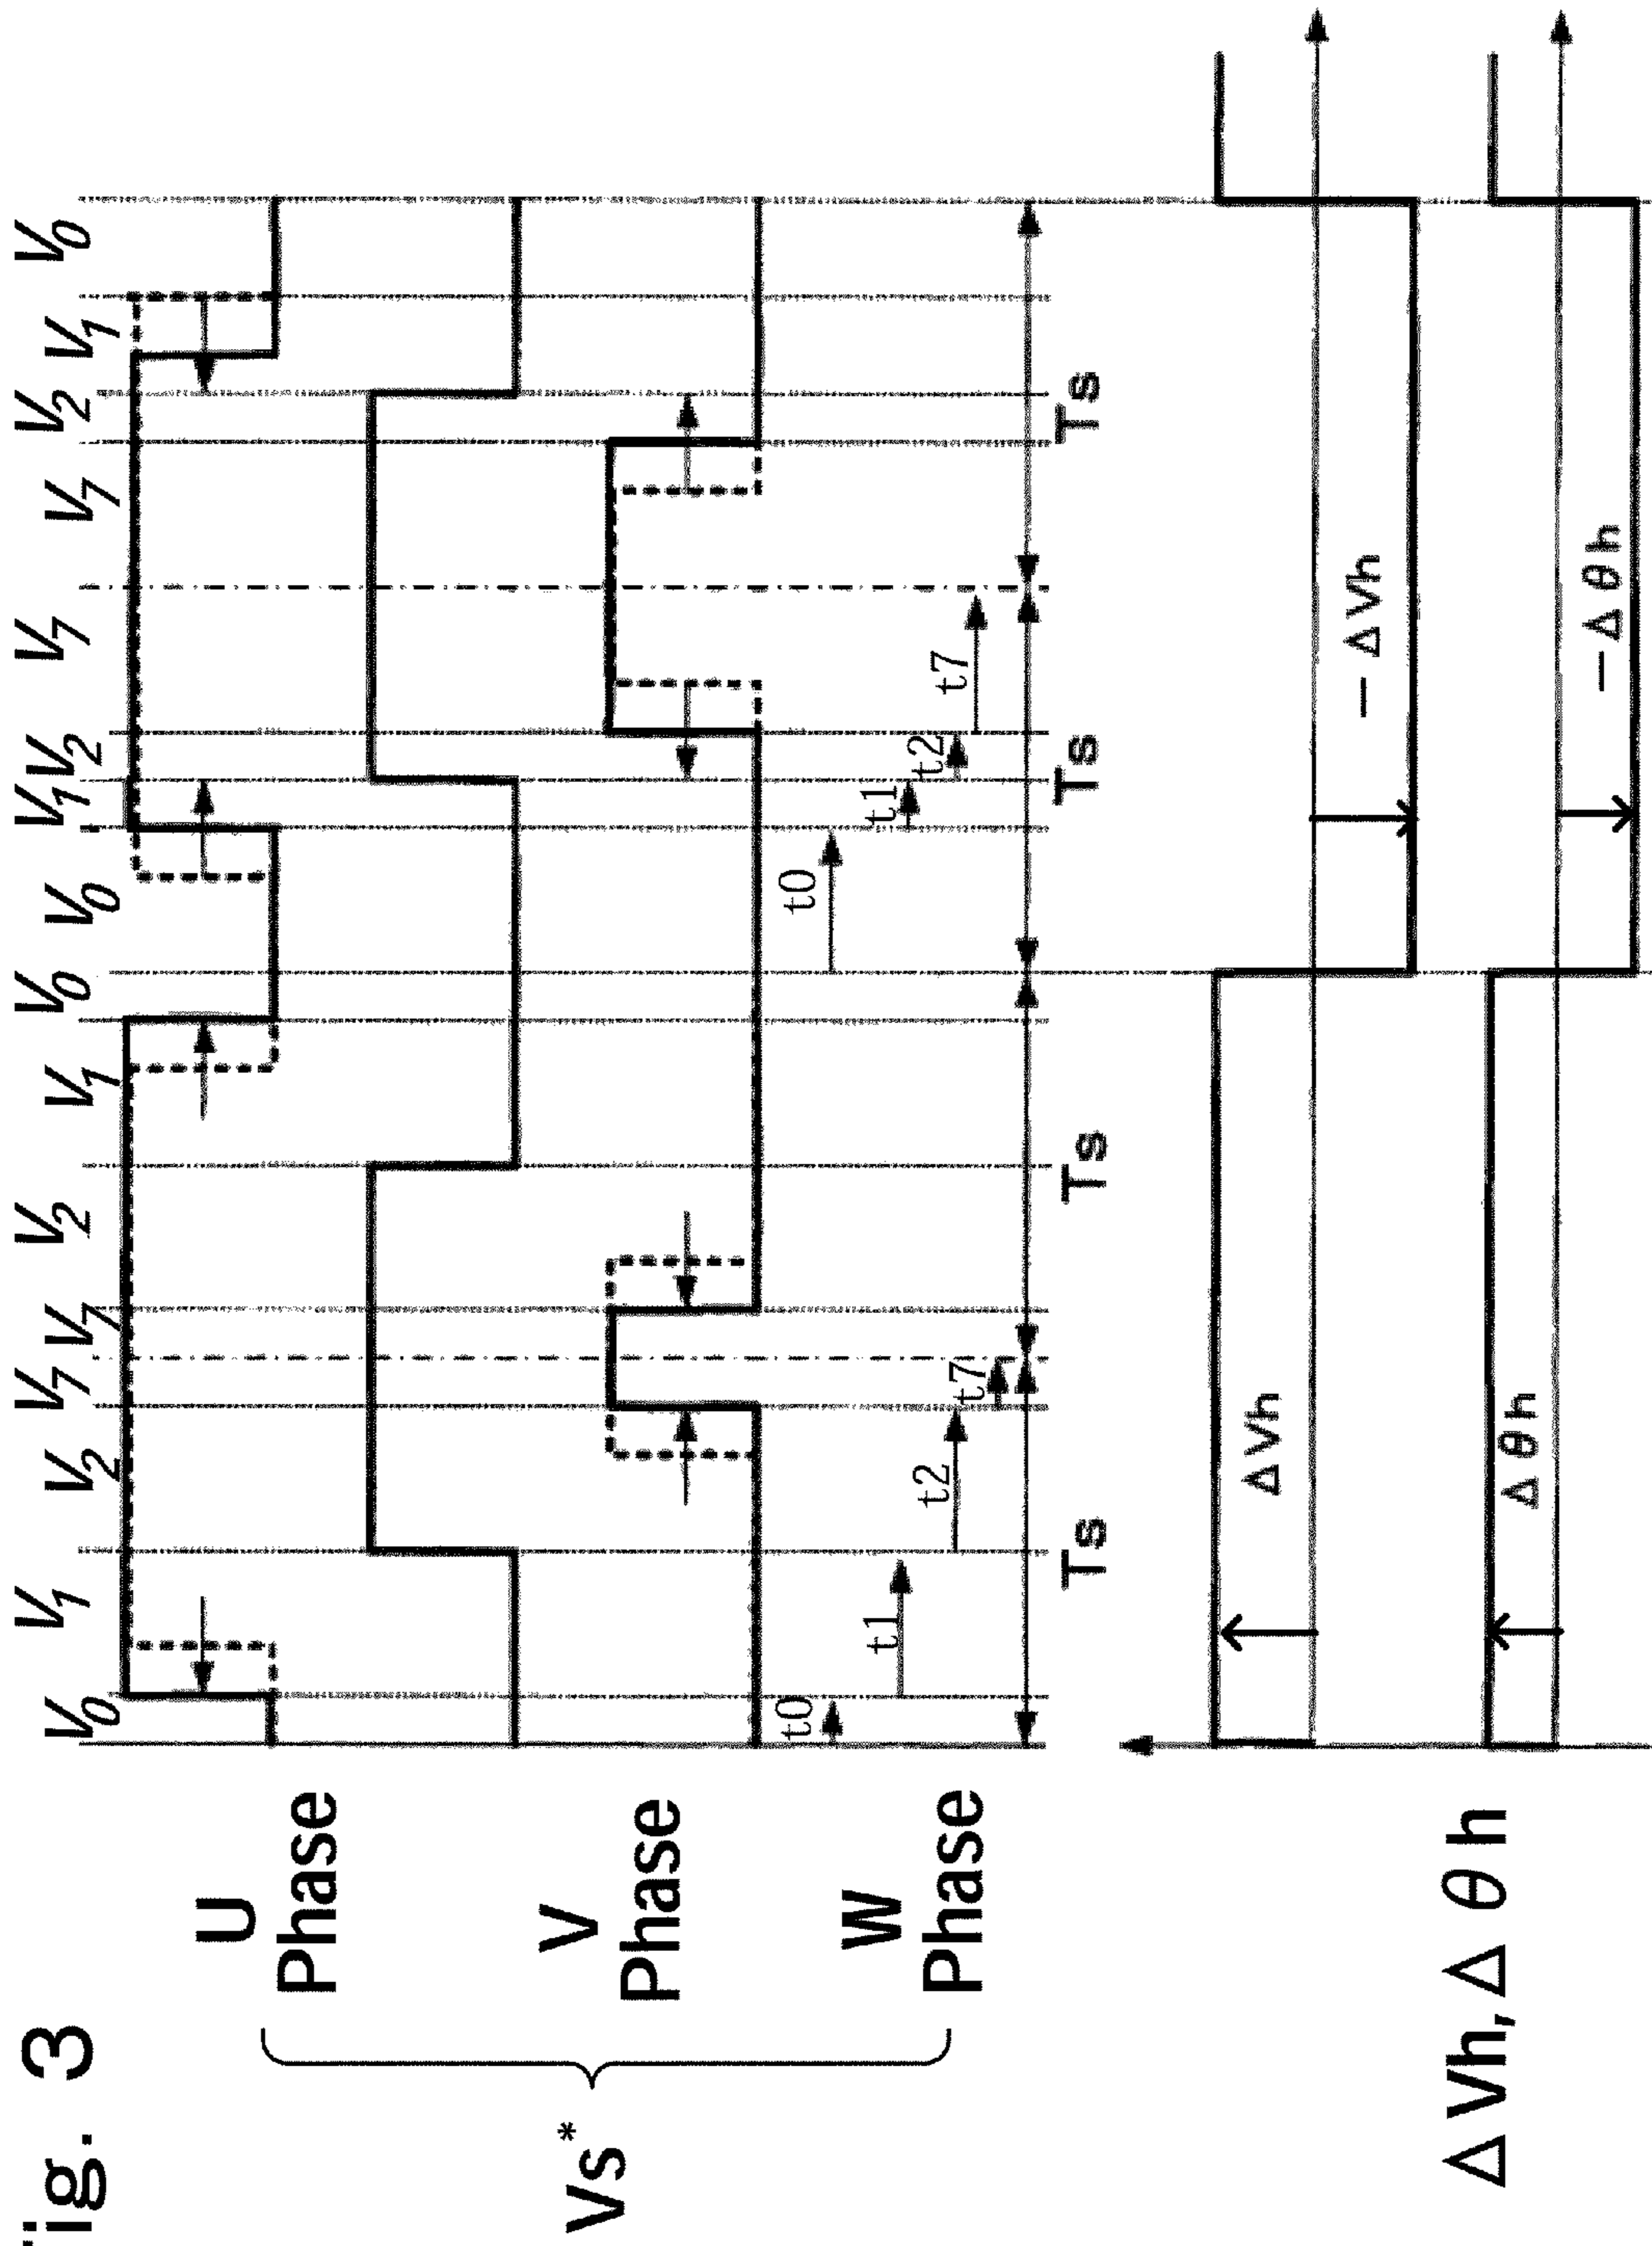 Fig. 3
V0 V1 V2 V7 V7 V2 V1 V0 V0 V1 V2 V7 V7 V2 V1 V0
U Phase
V Phase
Vs*
W Phase
t0 t1 t2 t7 t0 t1 t2 t7
Ts Ts Ts Ts
ΔVh − ΔVh
ΔVh, Δθh
Δθh − Δθh